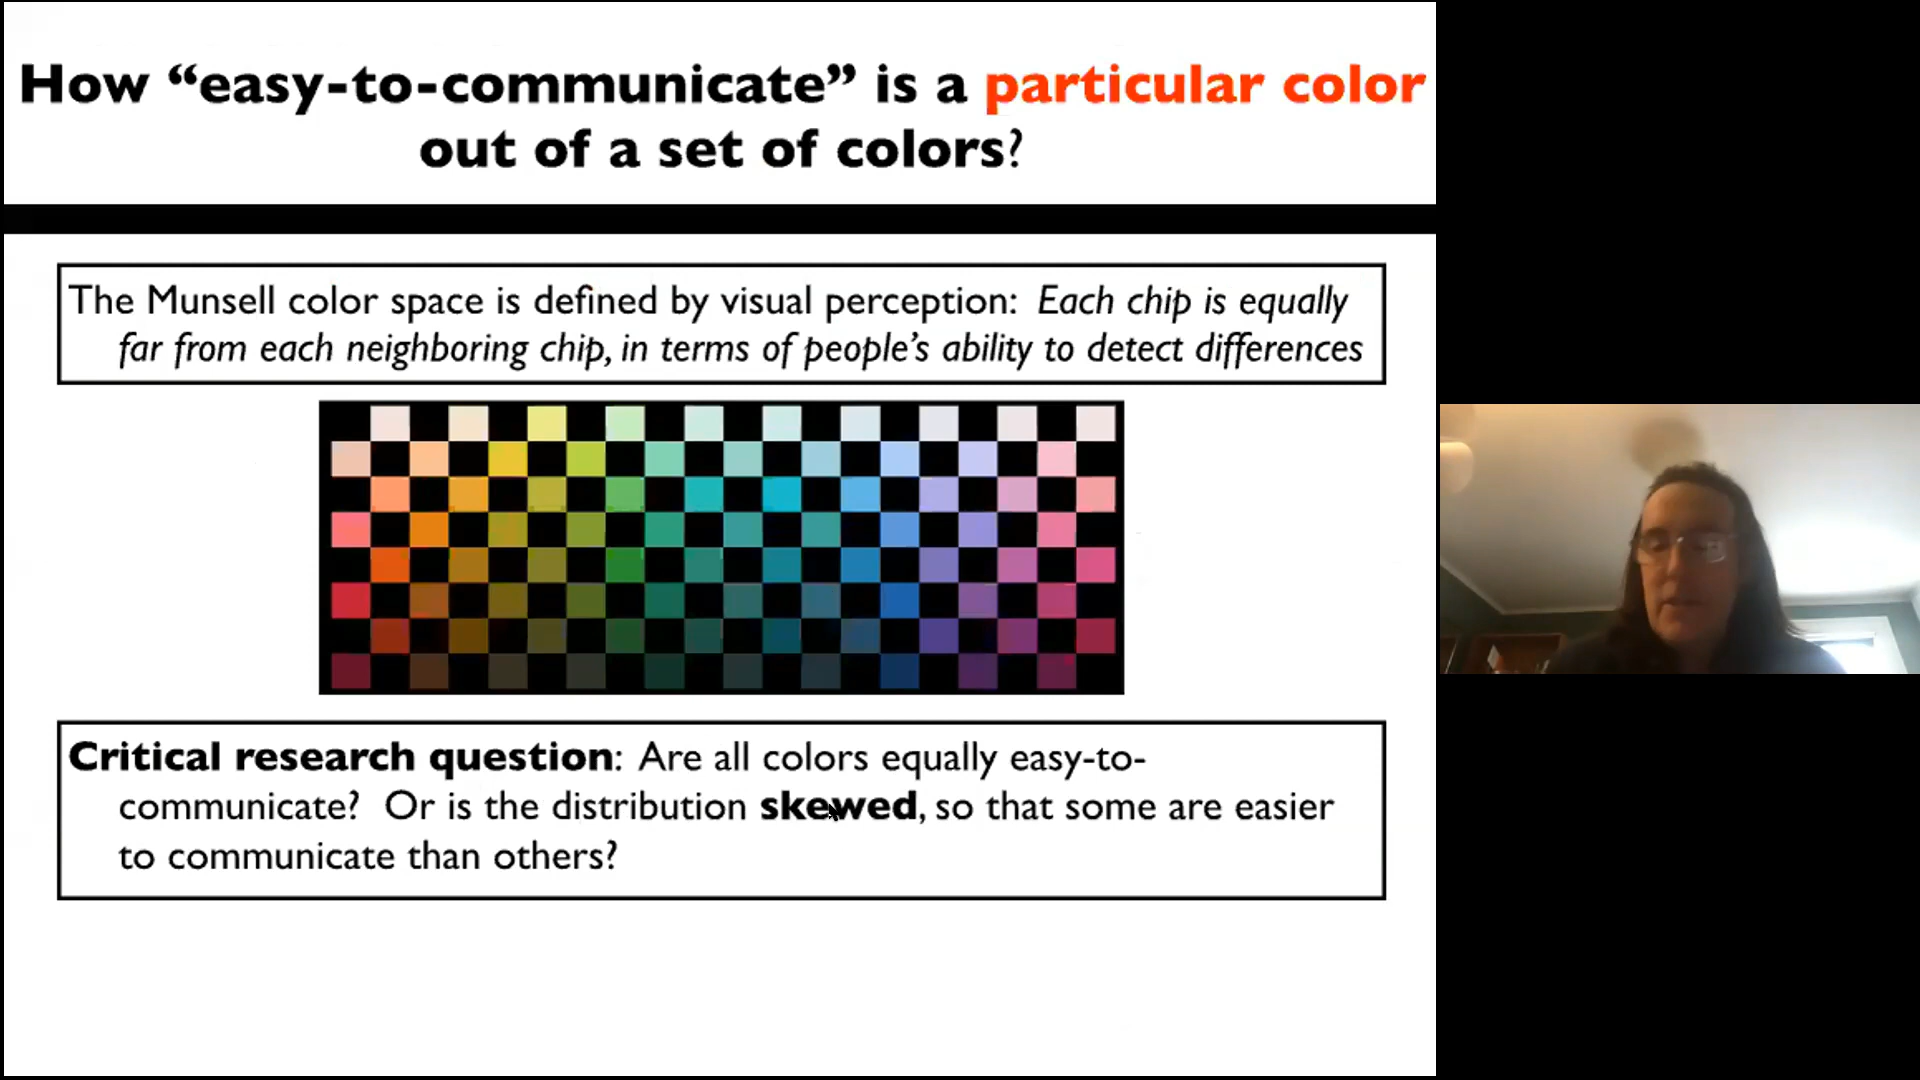 How “easy-to-communicate” is a particular color
out of a set of colors?
The Munsell color space is defined by visual perception: Each chip is equally
far from each neighboring chip, in terms of people’s ability to detect differences
Critical research question: Are all colors equally easy-to-
communicate? Or is the distribution skewed, so that some are easier
to communicate than others?